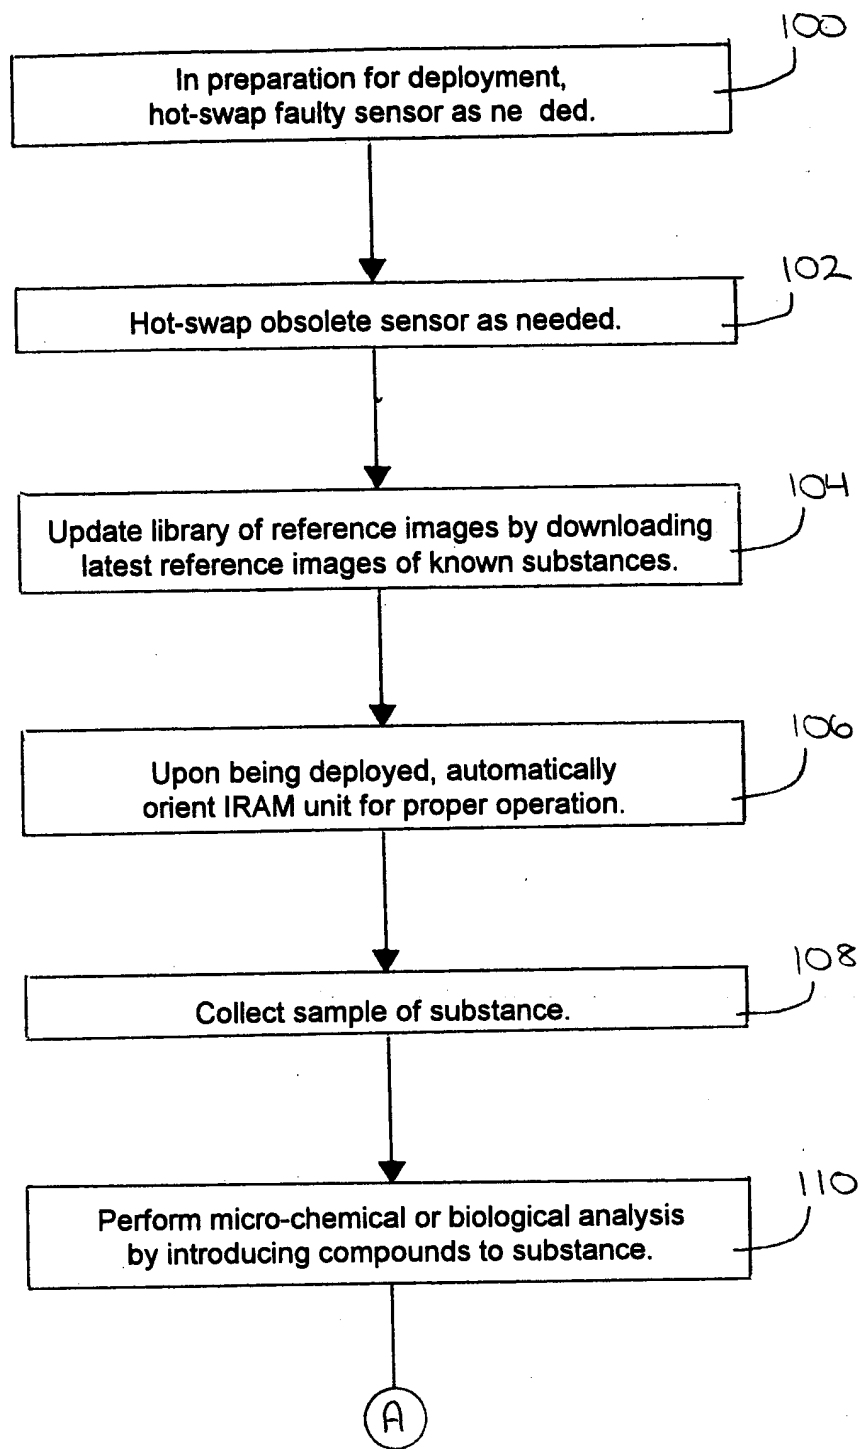 100
In preparation for deployment,
hot-swap faulty sensor as ne ded.
102
Hot-swap obsolete sensor as needed.
104
Update library of reference images by downloading
latest reference images of known substances.
106
Upon being deployed, automatically
orient IRAM unit for proper operation.
108
Collect sample of substance.
110
Perform micro-chemical or biological analysis
by introducing compounds to substance.
A